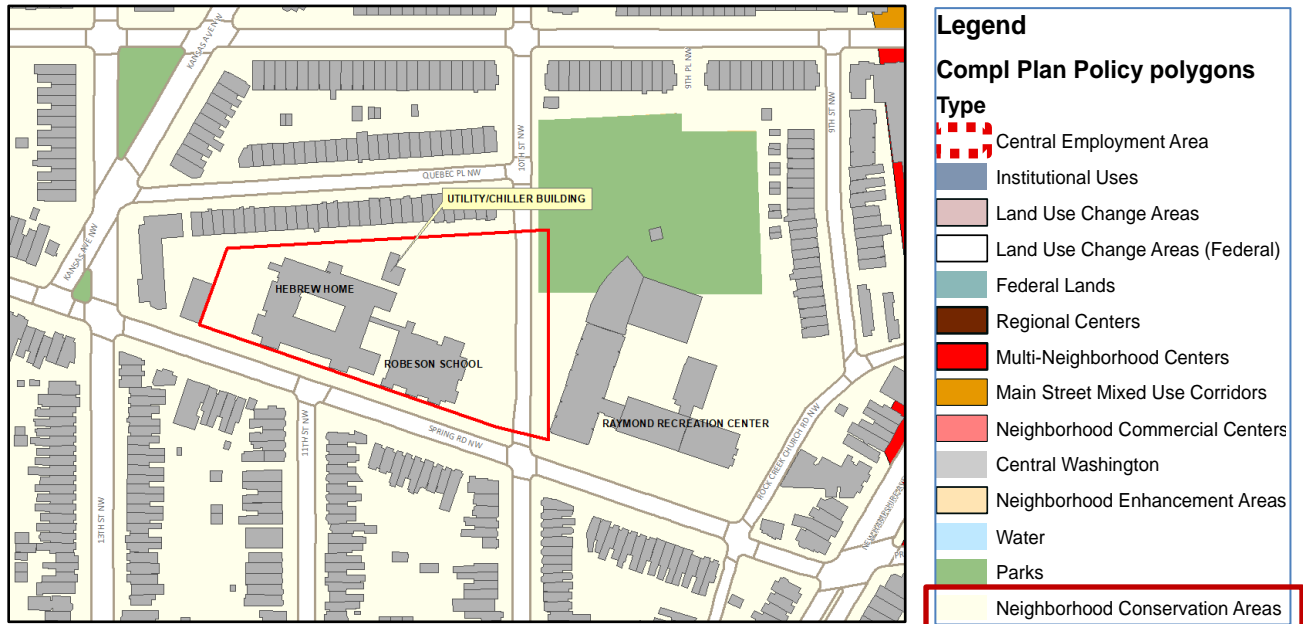 KANSAS AVE NW
9TH PL NW
9TH ST NW
10TH ST NW
QUEBEC PL NW
UTILITY/CHILLER BUILDING
KANSAS AVE NW
HEBREW HOME
ROBESON SCHOOL
RAYMOND RECREATION CENTER
SPRING RD NW
11TH ST NW
13TH ST NW
ROCK CREEK CHURCH RD NW
Legend
Compl Plan Policy polygons
Type
Central Employment Area
Institutional Uses
Land Use Change Areas
Land Use Change Areas (Federal)
Federal Lands
Regional Centers
Multi-Neighborhood Centers
Main Street Mixed Use Corridors
Neighborhood Commercial Centers
Central Washington
Neighborhood Enhancement Areas
Water
Parks
Neighborhood Conservation Areas